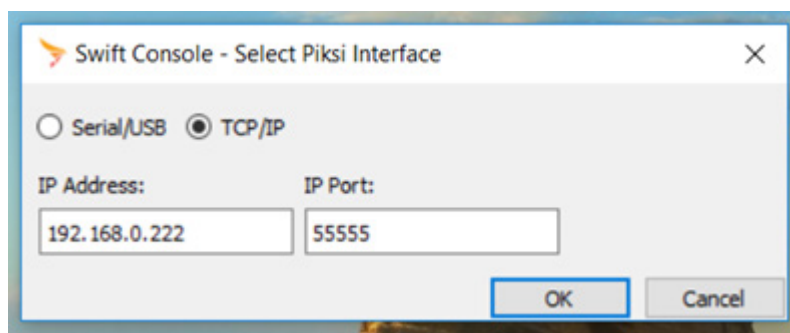 Swift Console - Select Piksi Interface
Serial/USB TCP/IP
IP Address: IP Port:
192.168.0.222 55555
OK Cancel